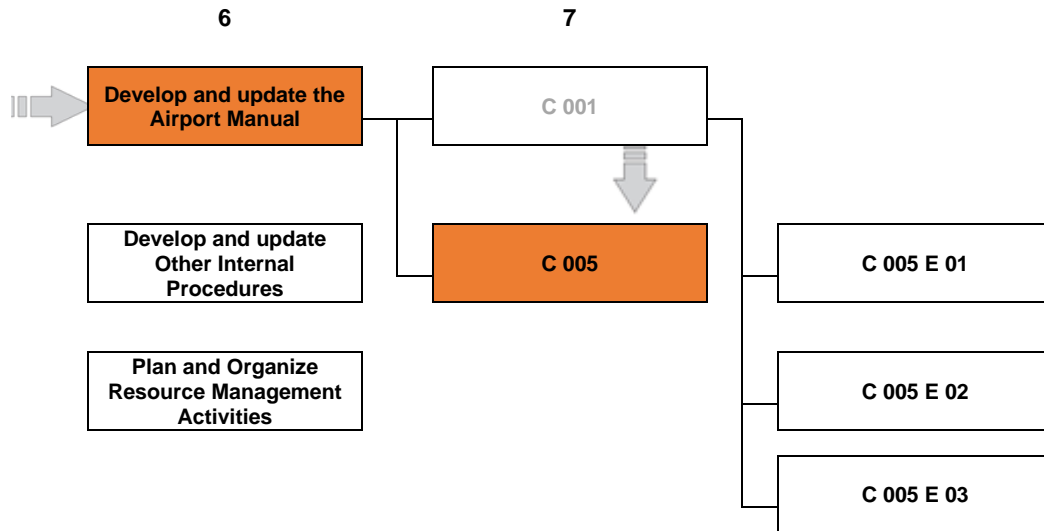 6
7
Develop and update the
Airport Manual
C 001
Develop and update
Other Internal
Procedures
C 005
C 005 E 01
Plan and Organize
Resource Management
Activities
C 005 E 02
C 005 E 03